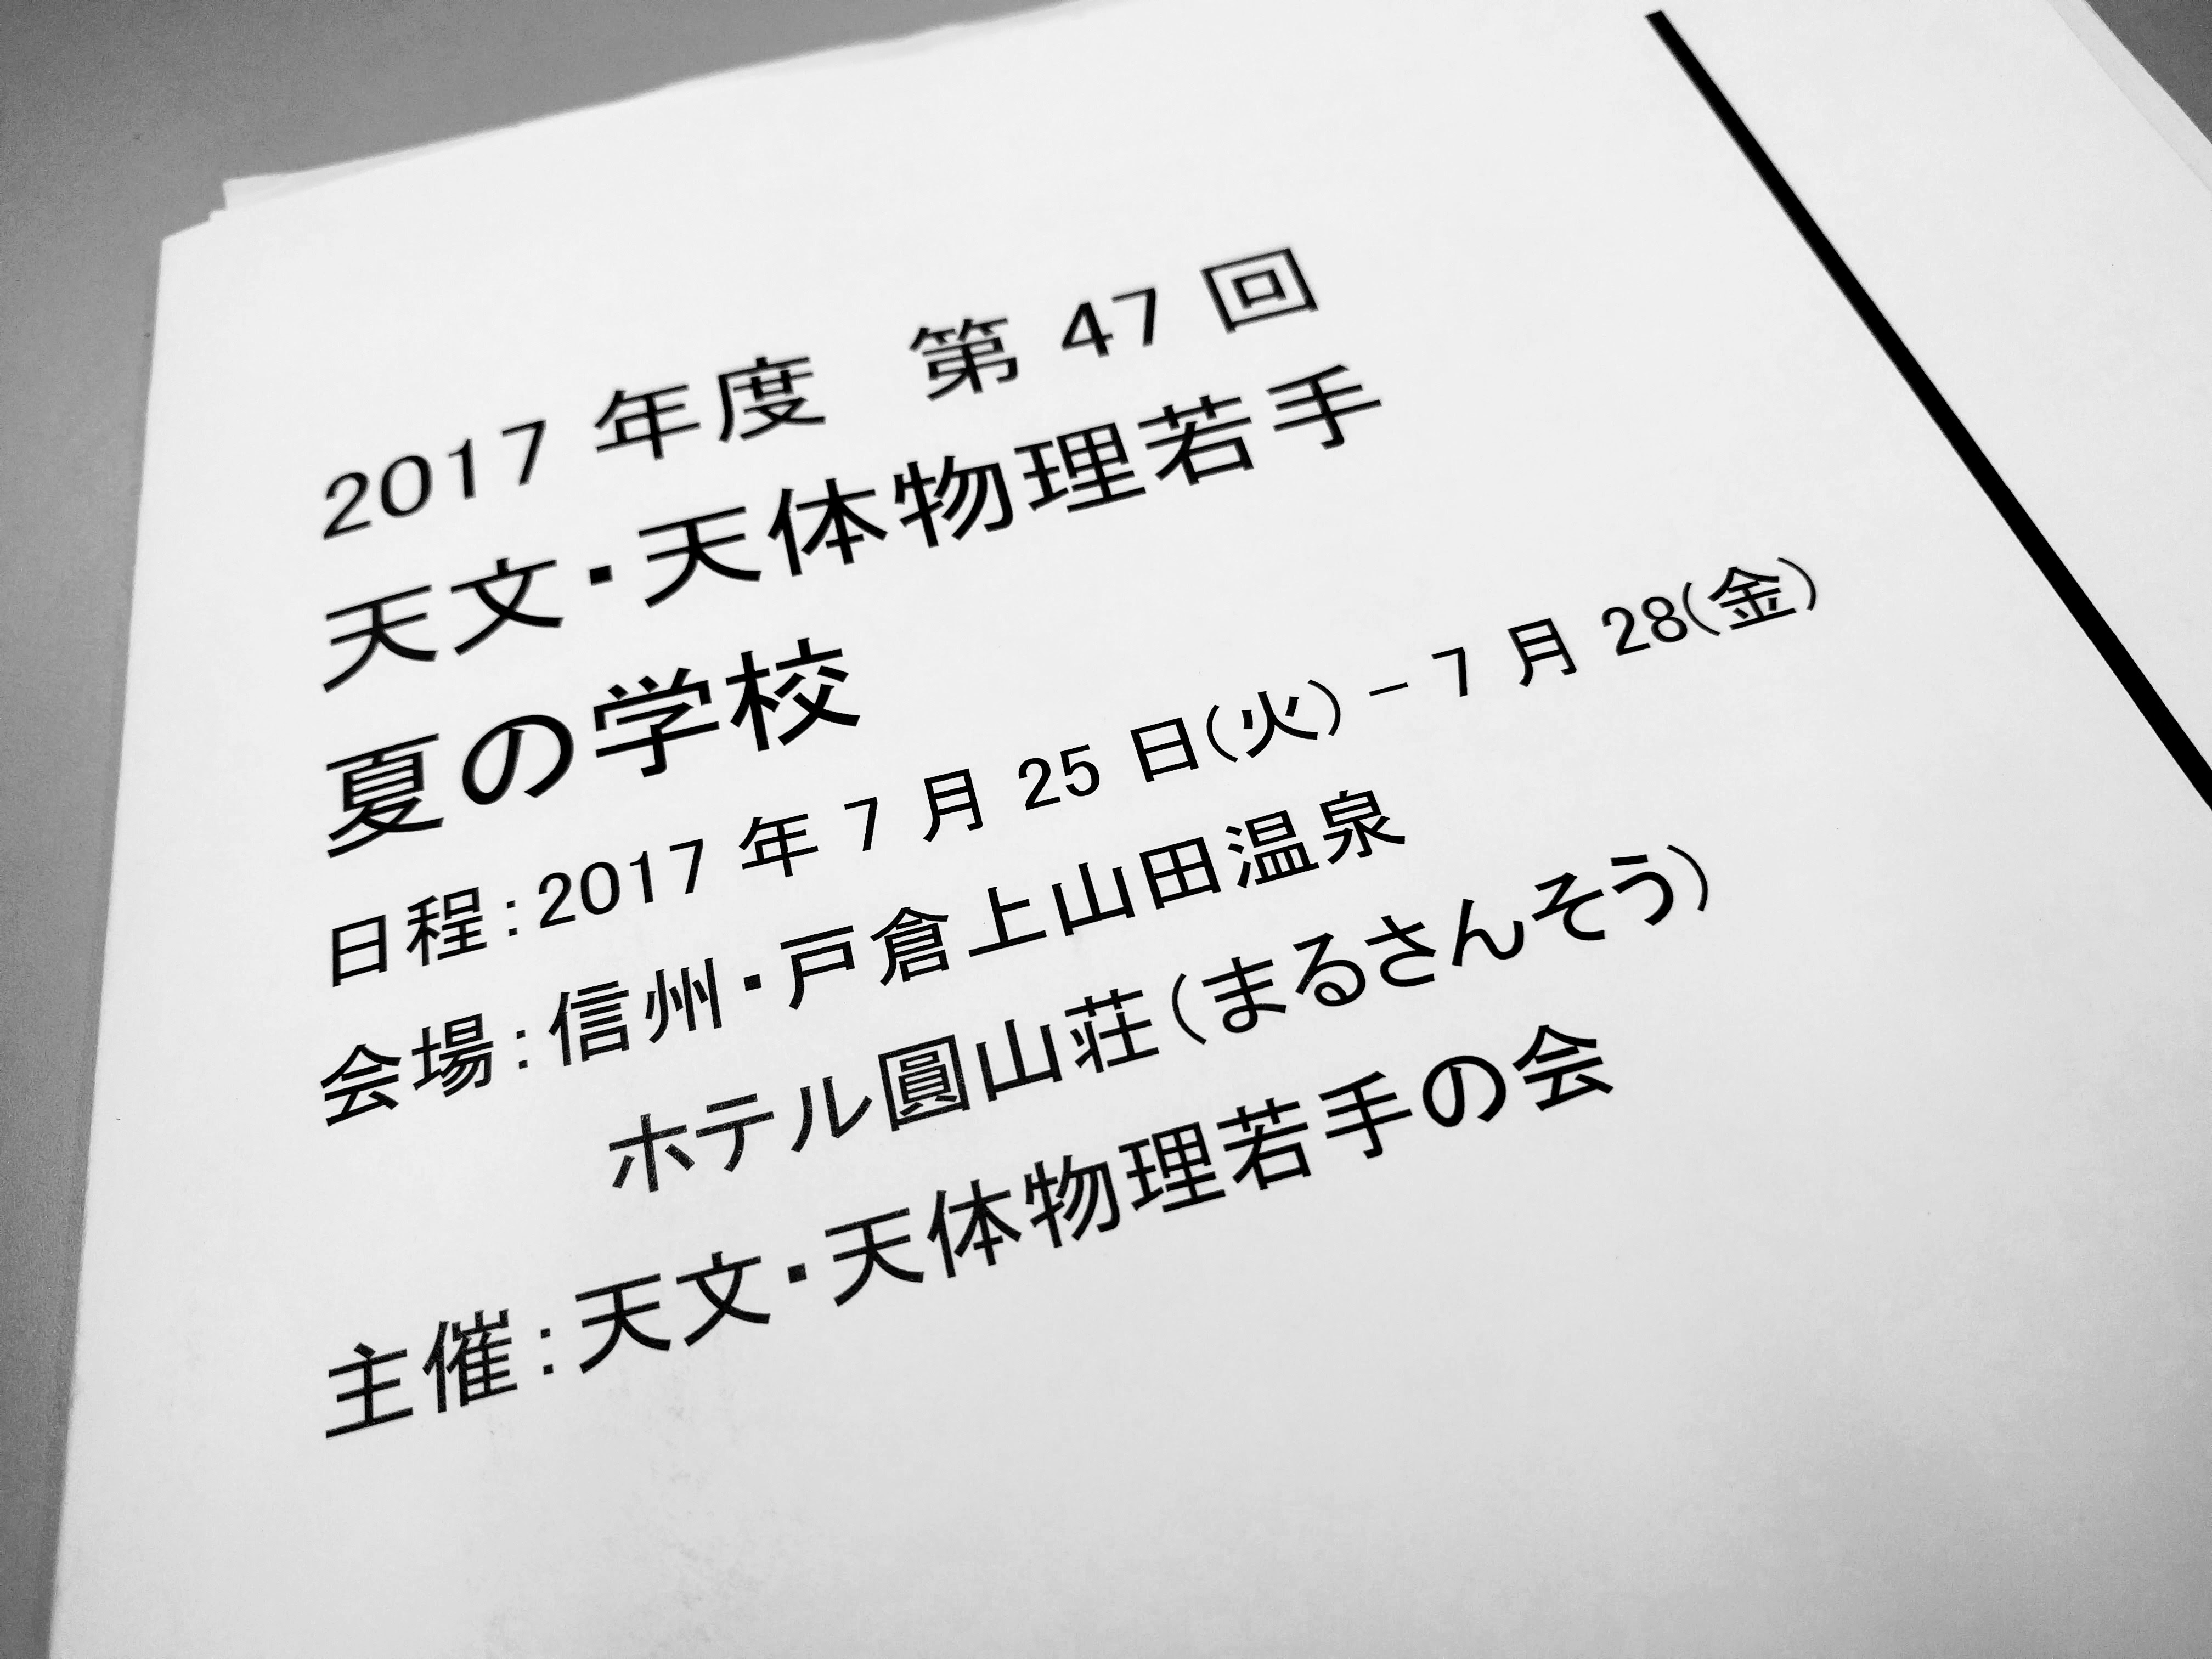 2017 年度　第 47 回
天文・天体物理若手
夏の学校
日程：2017 年 7 月 25 日(火) － 7 月 28(金)
会場：信州・戸倉上山田温泉
ホテル圓山荘（まるさんそう）
主催：天文・天体物理若手の会